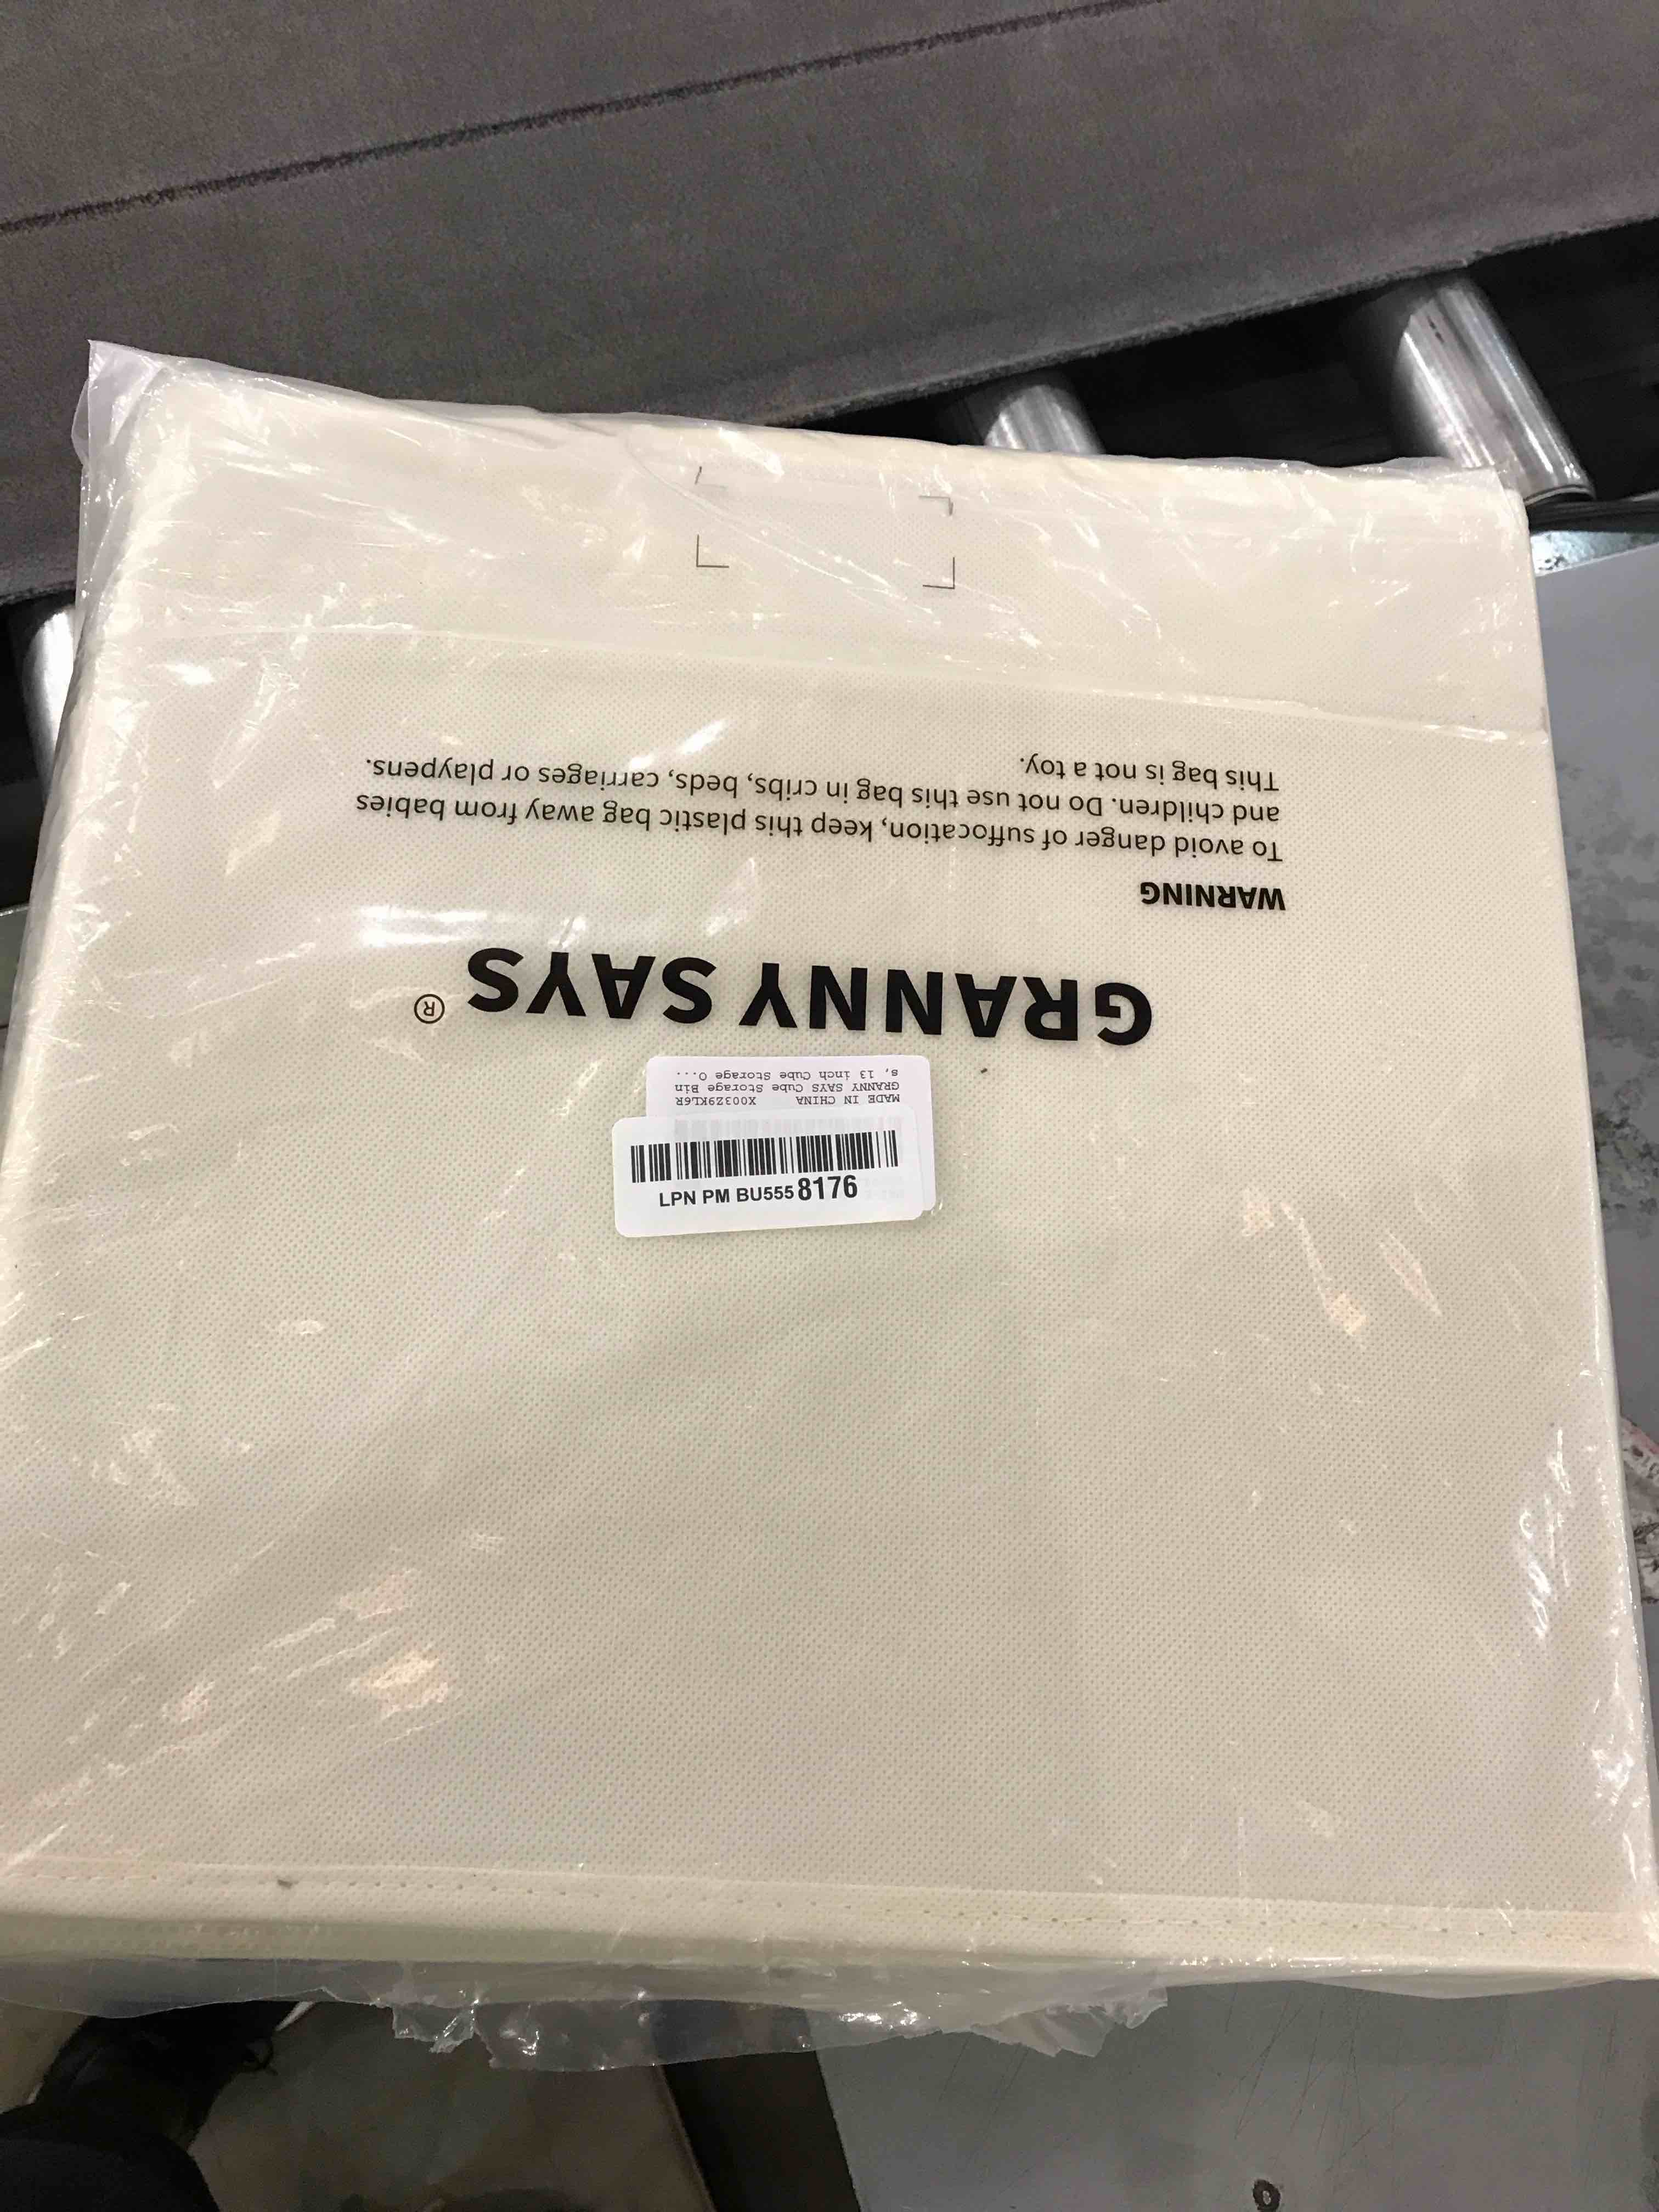 GRANNY SAYS ®
WARNING
To avoid danger of suffocation, keep this plastic bag away from babies
and children. Do not use this bag in cribs, beds, carriages or playpens.
This bag is not a toy.
LPN PM BU5558176
MADE IN CHINA X003Z9KL6R
GRANNY SAYS Cube Storage Bin
s, 13 inch Cube Storage O...